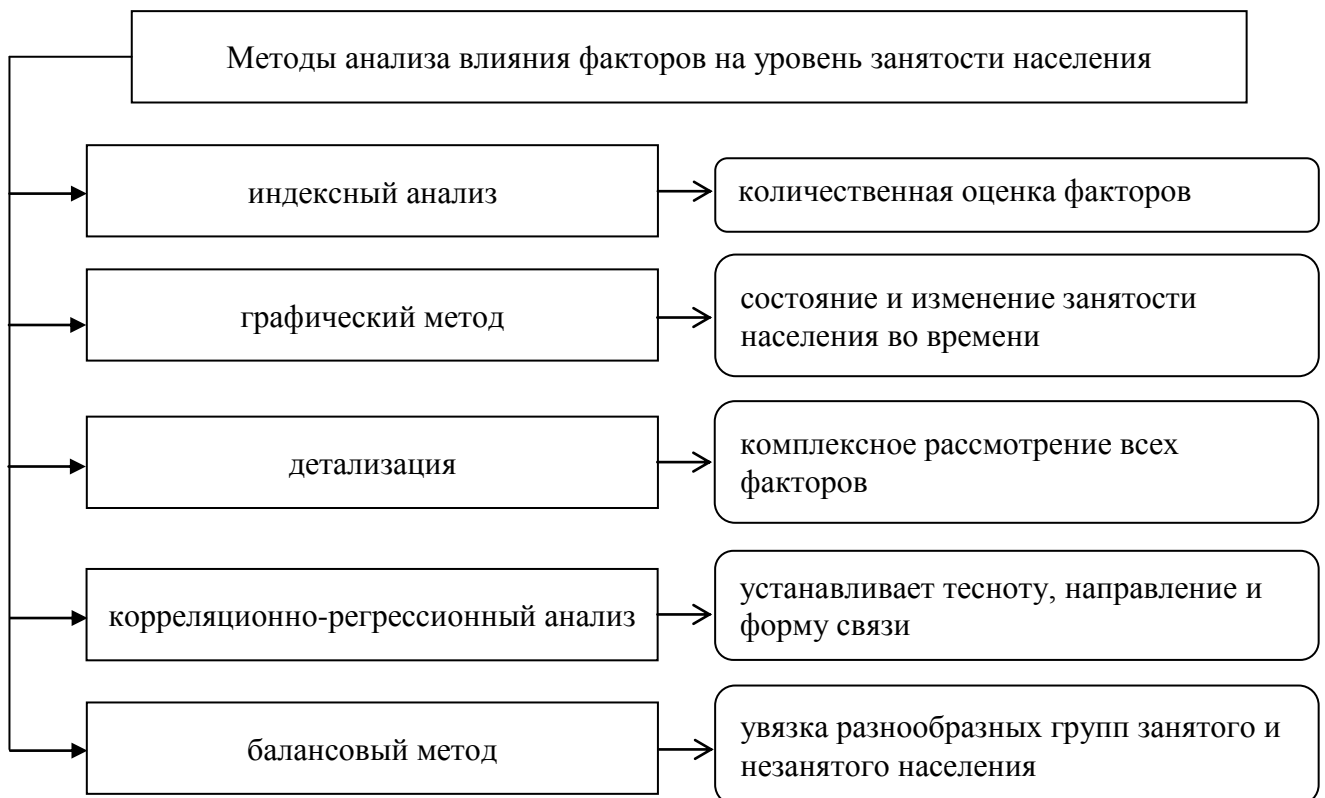 Методы анализа влияния факторов на уровень занятости населения
индексный анализ
количественная оценка факторов
графический метод
состояние и изменение занятости
населения во времени
детализация
комплексное рассмотрение всех
факторов
корреляционно-регрессионный анализ
устанавливает тесноту, направление и
форму связи
балансовый метод
увязка разнообразных групп занятого и
незанятого населения